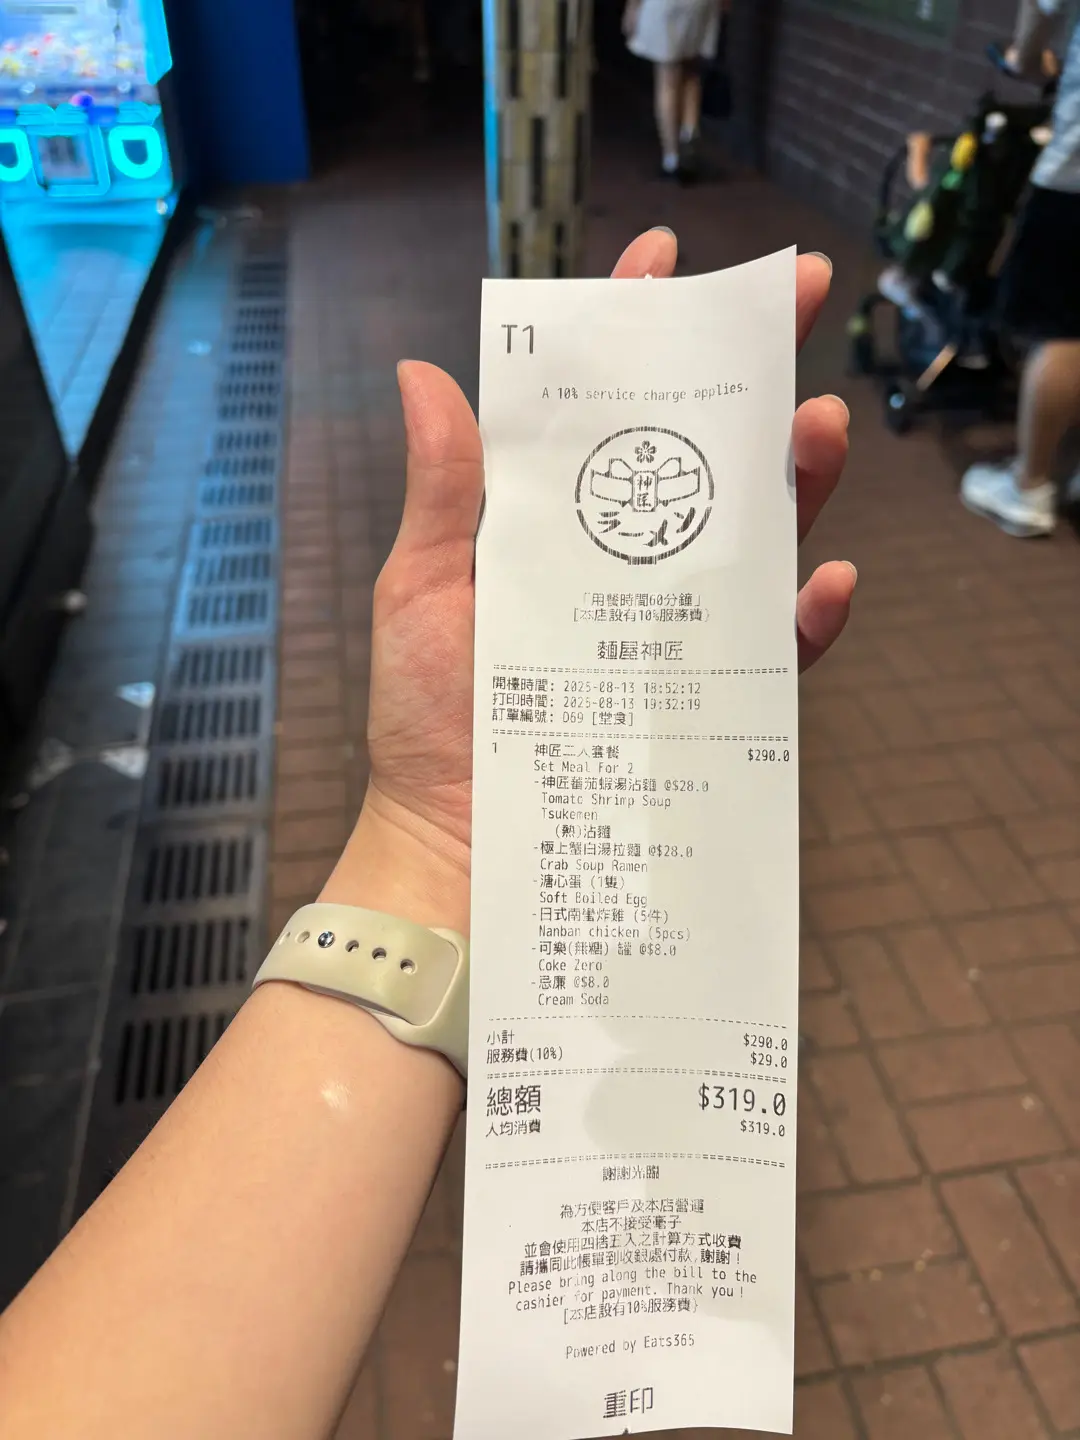 T1
A 10% service charge applies.
神匠
ラーメン
「用餐時間60分鐘」
[本店設有10%服務費}
麵屋神匠
開檯時間: 2025-08-13 18:52:12
打印時間: 2025-08-13 19:32:19
訂單編號: D69 [堂食]
1 神匠二人套餐 $290.0
Set Meal For 2
-神匠蕃茄蝦湯沾麵 @$28.0
Tomato Shrimp Soup
Tsukemen
(熱)沾麵
-極上蟹白湯拉麵 @$28.0
Crab Soup Ramen
-溏心蛋 (1隻)
Soft Boiled Egg
-日式南蠻炸雞 (5件)
Nanban chicken (5pcs)
-可樂(無糖) 罐 @$8.0
Coke Zero
-忌廉 @$8.0
Cream Soda
小計 $290.0
服務費(10%) $29.0
總額 $319.0
人均消費 $319.0
謝謝光臨
為方便客戶及本店營運
本店不接受毫子
並會使用四捨五入之計算方式收費
請攜同此帳單到收銀處付款,謝謝!
Please bring along the bill to the
cashier for payment. Thank you!
[本店設有10%服務費}
Powered by Eats365
重印